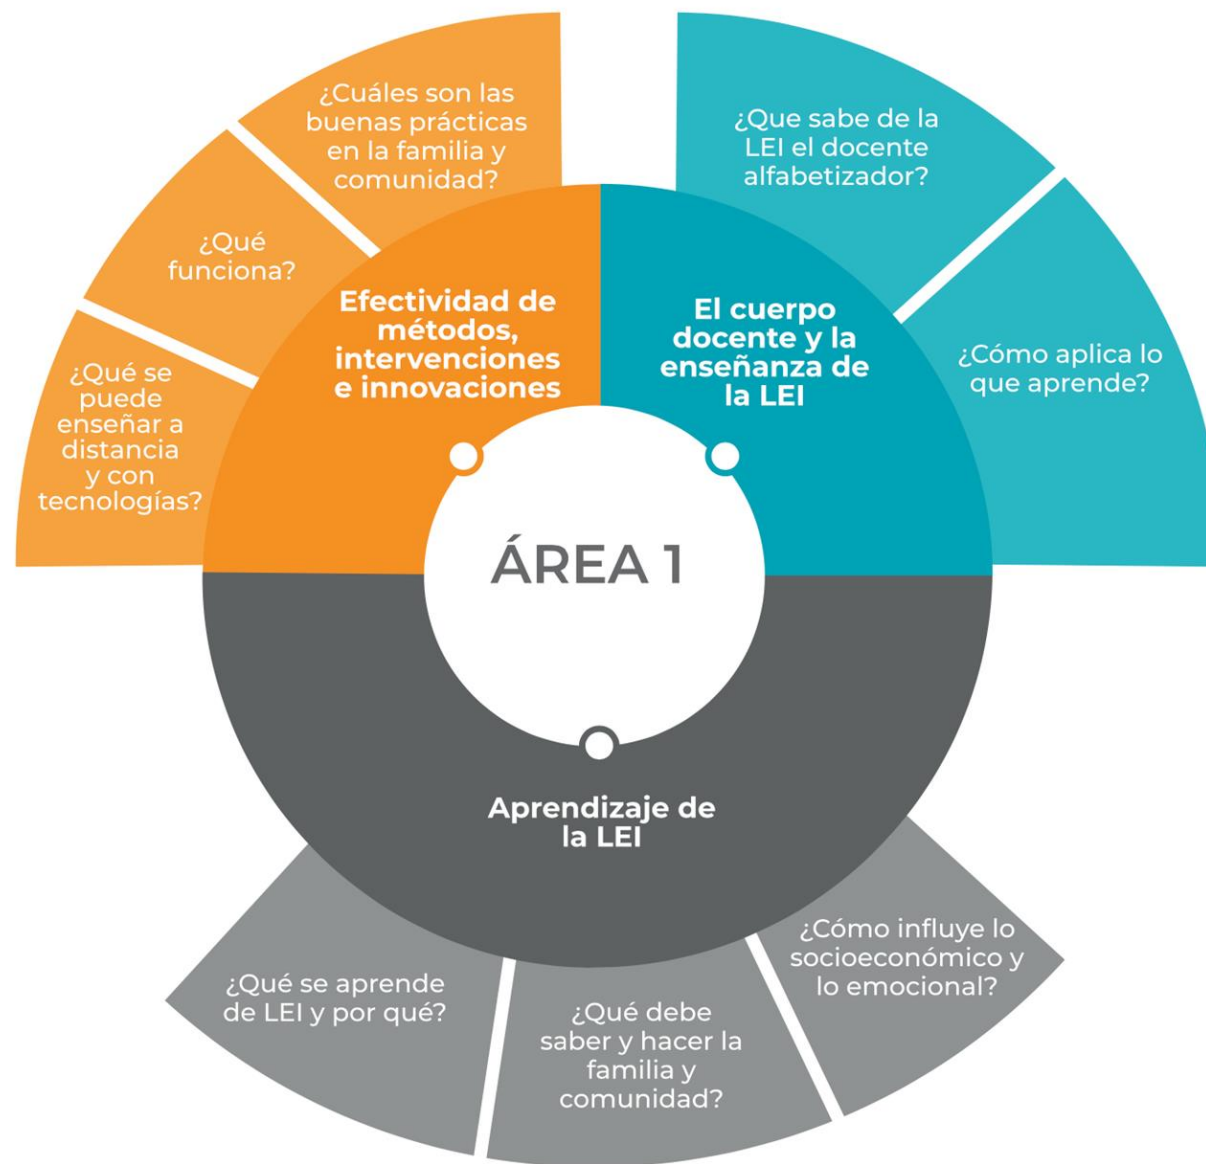 ¿Cuáles son las
buenas prácticas
en la familia y
comunidad?
¿Qué
funciona?
¿Qué se
puede
enseñar a
distancia
y con
tecnologías?
Efectividad de
métodos,
intervenciones
e innovaciones
¿Que sabe de la
LEI el docente
alfabetizador?
¿Cómo aplica lo
que aprende?
El cuerpo
docente y la
enseñanza de
la LEI
ÁREA 1
Aprendizaje de
la LEI
¿Qué se aprende
de LEI y por qué?
¿Qué debe
saber y hacer la
familia y
comunidad?
¿Cómo influye lo
socioeconómico y
lo emocional?